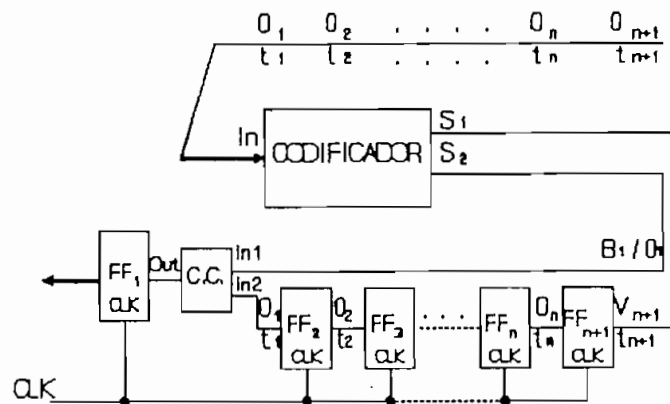 O₁ O₂ . . . . Oₙ Oₙ₊₁
t₁ t₂ . . . . tₙ tₙ₊₁
In CODIFICADOR S₁
S₂
B₁/O₁
FF₁ CLK Out C.C. In1
In2
O₁ t₁ FF₂ CLK O₂ t₂ FF₃ CLK ........ FFₙ CLK Oₙ tₙ FFₙ₊₁ CLK Vₙ₊₁ tₙ₊₁
CLK